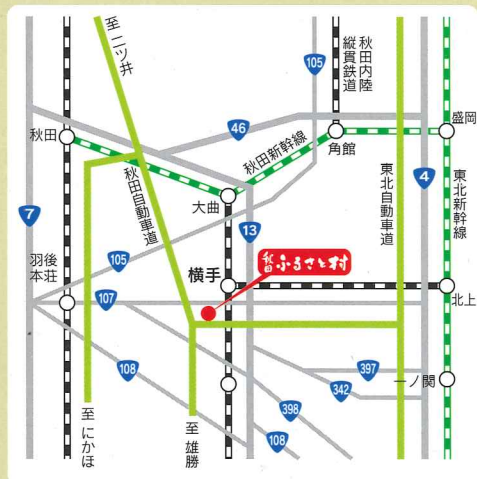 至 二ツ井
秋田内陸
縦貫鉄道
105
盛岡
秋田
46
秋田新幹線
角館
4
東北新幹線
7
秋田自動車道
大曲
東北自動車道
13
羽後
本荘
105
横手
秋田ふるさと村
107
北上
108
397
一ノ関
342
398
108
至 にかほ
至 雄勝